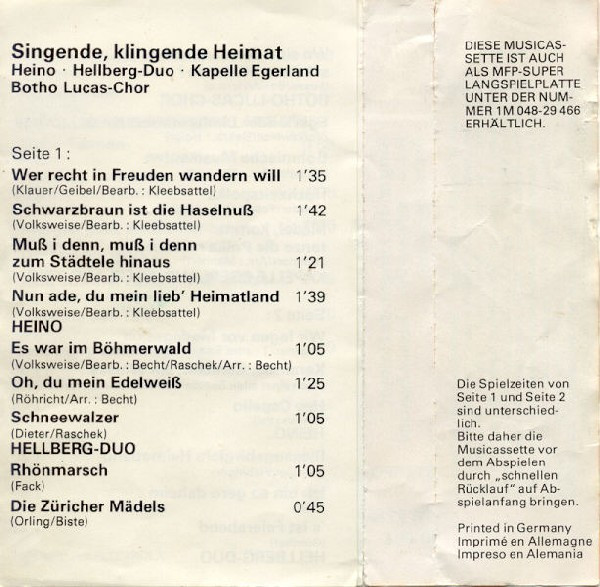 Singende, klingende Heimat
Heino · Hellberg-Duo · Kapelle Egerland
Botho Lucas-Chor
Seite 1 :
Wer recht in Freuden wandern will 1'35
(Klauer/Geibel/Bearb. : Kleebsattel)
Schwarzbraun ist die Haselnuß 1'42
(Volksweise/Bearb. : Kleebsattel)
Muß i denn, muß i denn
zum Städtele hinaus 1'21
(Volksweise/Bearb. : Kleebsattel)
Nun ade, du mein lieb' Heimatland 1'39
(Volksweise/Bearb. : Kleebsattel)
HEINO
Es war im Böhmerwald 1'05
(Volksweise/Bearb. : Becht/Raschek/Arr. : Becht)
Oh, du mein Edelweiß 1'25
(Röhricht/Arr. : Becht)
Schneewalzer 1'05
(Dieter/Raschek)
HELLBERG-DUO
Rhönmarsch 1'05
(Fack)
Die Züricher Mädels 0'45
(Orling/Biste)
DIESE MUSICAS-
SETTE IST AUCH
ALS MFP-SUPER
LANGSPIELPLATTE
UNTER DER NUM-
MER 1M 048-29 466
ERHÄLTLICH.
Die Spielzeiten von
Seite 1 und Seite 2
sind unterschied-
lich.
Bitte daher die
Musicassette vor
dem Abspielen
durch „schnellen
Rücklauf" auf Ab-
spielanfang bringen.
Printed in Germany
Imprimé en Allemagne
Impreso en Alemania